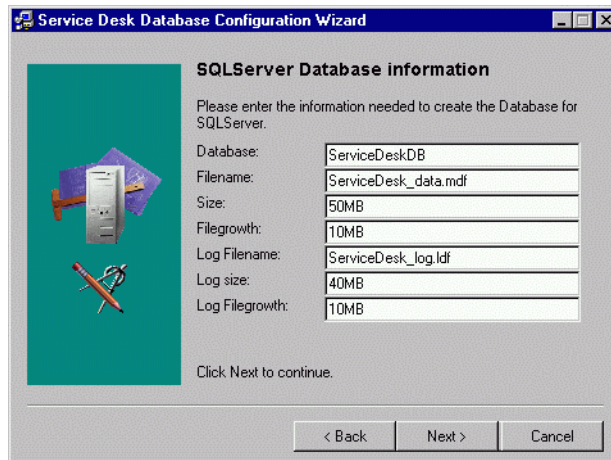 Service Desk Database Configuration Wizard
SQLServer Database information
Please enter the information needed to create the Database for
SQLServer.
Database: ServiceDeskDB
Filename: ServiceDesk_data.mdf
Size: 50MB
Filegrowth: 10MB
Log Filename: ServiceDesk_log.ldf
Log size: 40MB
Log Filegrowth: 10MB
Click Next to continue.
< Back Next > Cancel